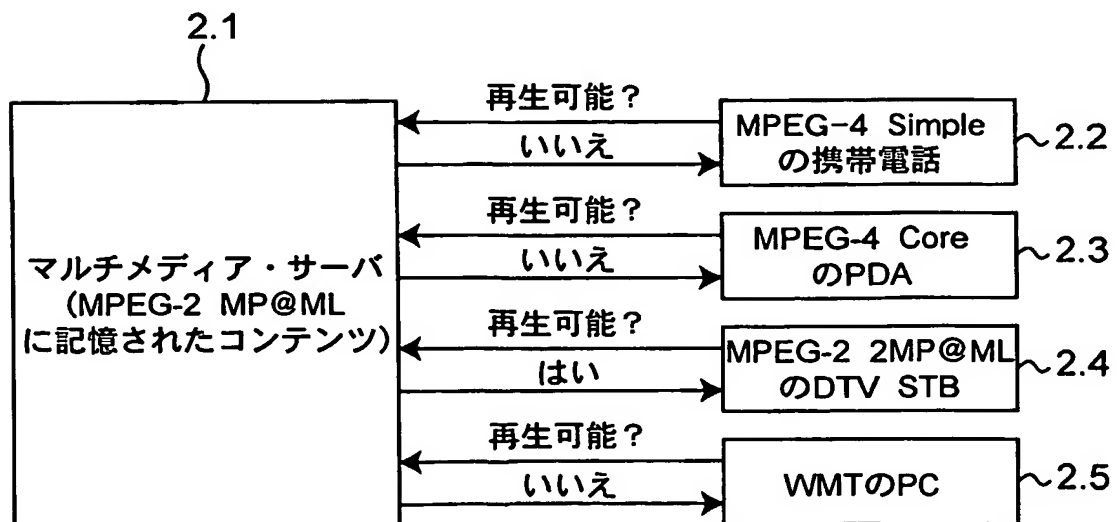 2.1
マルチメディア・サーバ
(MPEG-2 MP@ML
に記憶されたコンテンツ)
再生可能？
いいえ
MPEG-4 Simple
の携帯電話
2.2
再生可能？
いいえ
MPEG-4 Core
のPDA
2.3
再生可能？
はい
MPEG-2 2MP@ML
のDTV STB
2.4
再生可能？
いいえ
WMTのPC
2.5